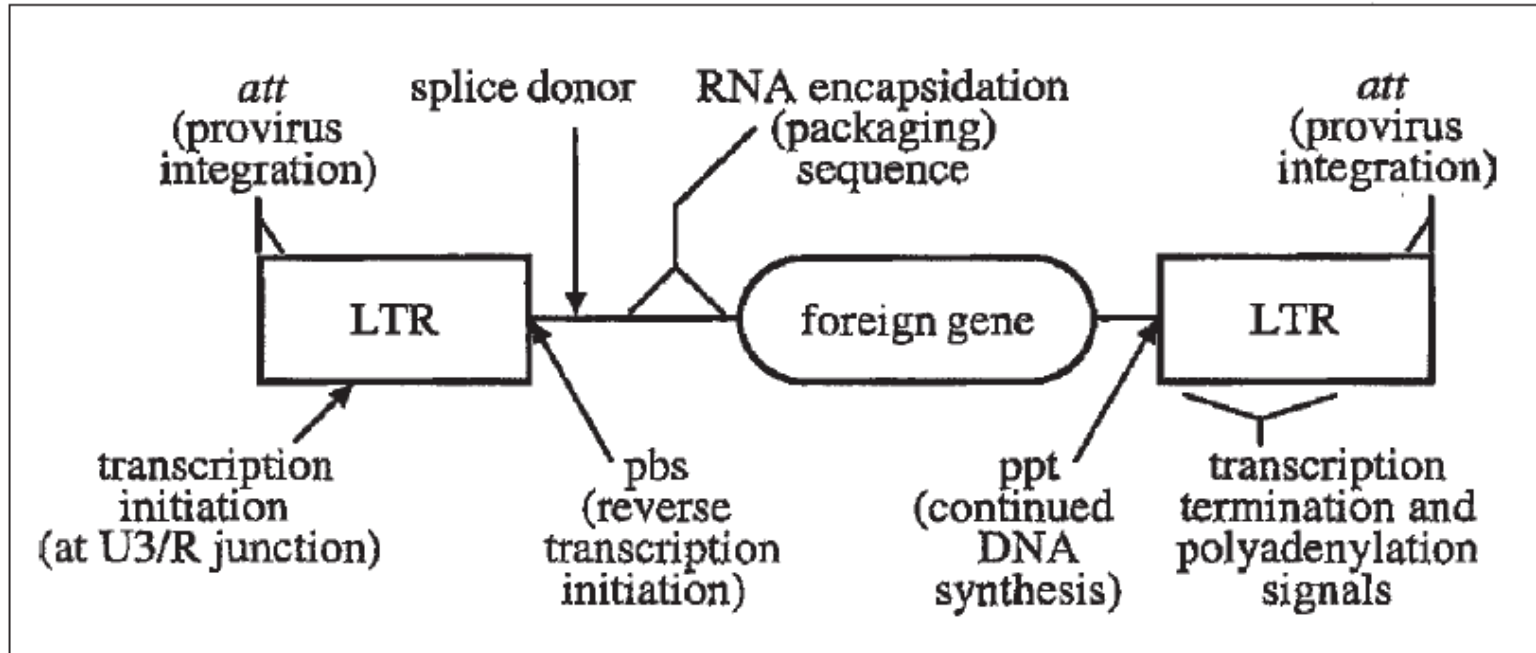 att
(provirus
integration)
splice donor
RNA encapsidation
(packaging)
sequence
att
(provirus
integration)
LTR
foreign gene
LTR
transcription
initiation
(at U3/R junction)
pbs
(reverse
transcription
initiation)
ppt
(continued
DNA
synthesis)
transcription
termination and
polyadenylation
signals